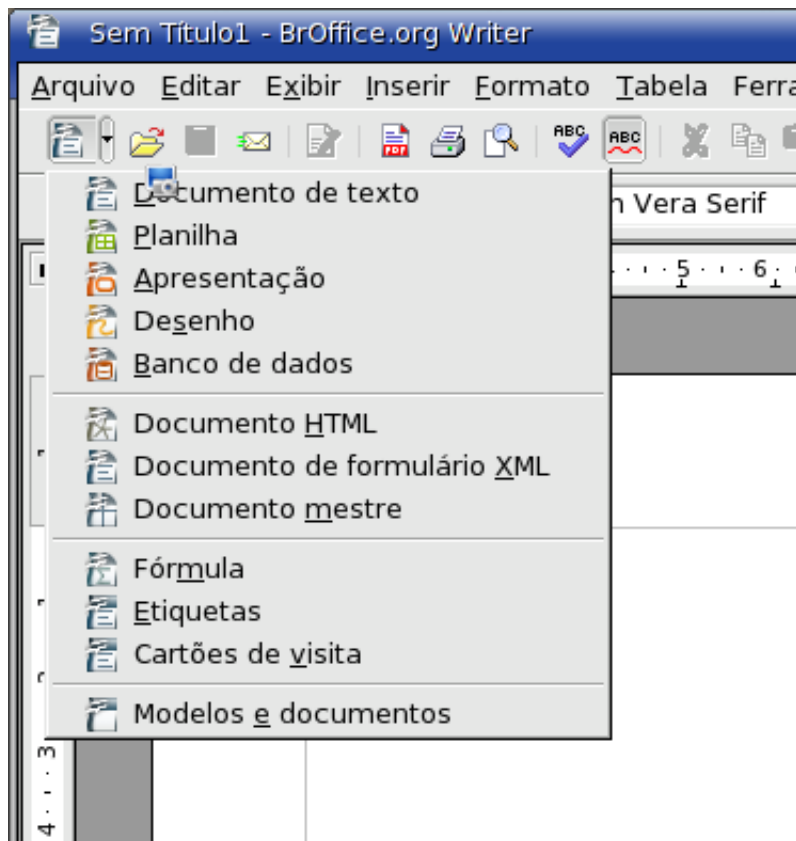 Sem Título1 - BrOffice.org Writer
Arquivo Editar Exibir Inserir Formato Tabela Ferra
PDF ABC ABC
Documento de texto
n Vera Serif
Planilha
5 6
Apresentação
Desenho
Banco de dados
Documento HTML
Documento de formulário XML
Documento mestre
Fórmula
Etiquetas
Cartões de visita
Modelos e documentos
3
4